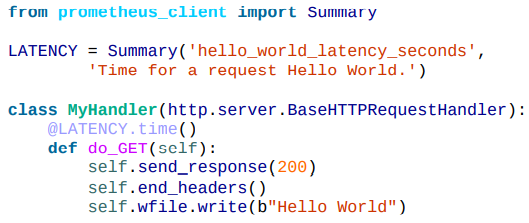 from prometheus_client import Summary
LATENCY = Summary('hello_world_latency_seconds',
'Time for a request Hello World.')
class MyHandler(http.server.BaseHTTPRequestHandler):
@LATENCY.time()
def do_GET(self):
self.send_response(200)
self.end_headers()
self.wfile.write(b"Hello World")